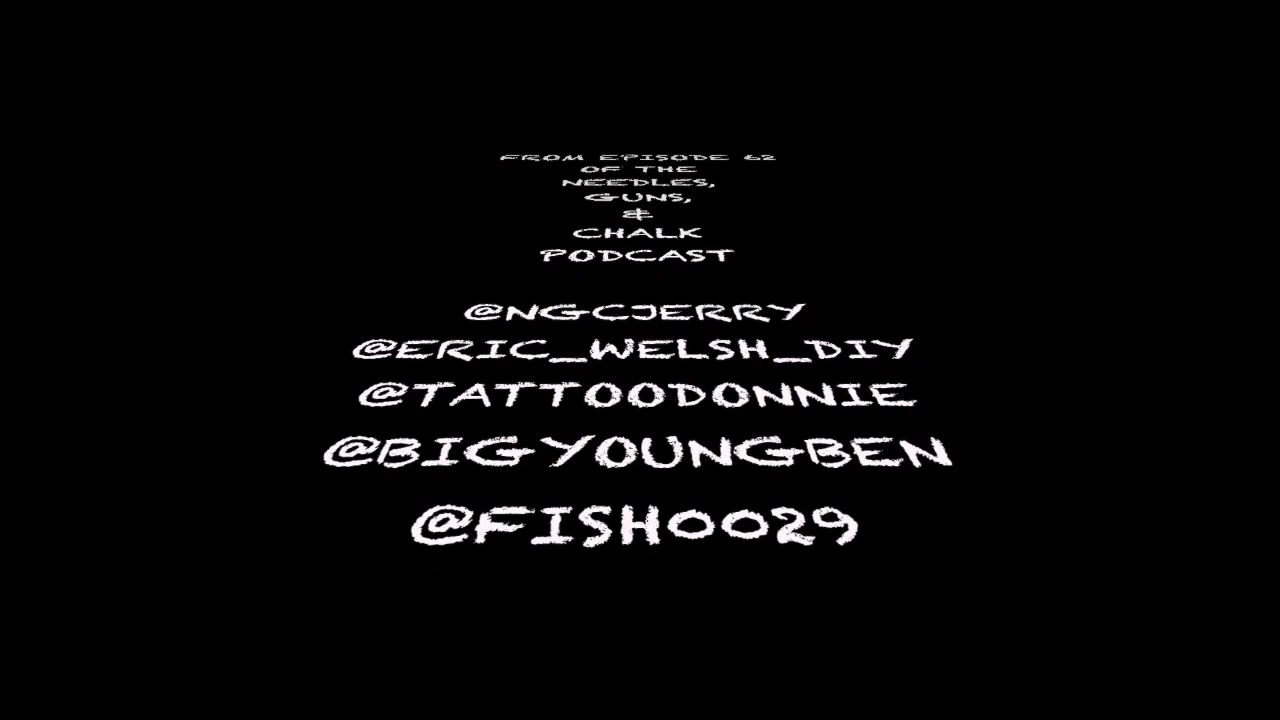 FROM EPISODE 62
OF THE
NEEDLES,
GUNS,
&
CHALK
PODCAST
@NGCJERRY
@ERIC_WELSH_DIY
@TATTOODONNIE
@BIGYOUNGBEN
@FISH0029